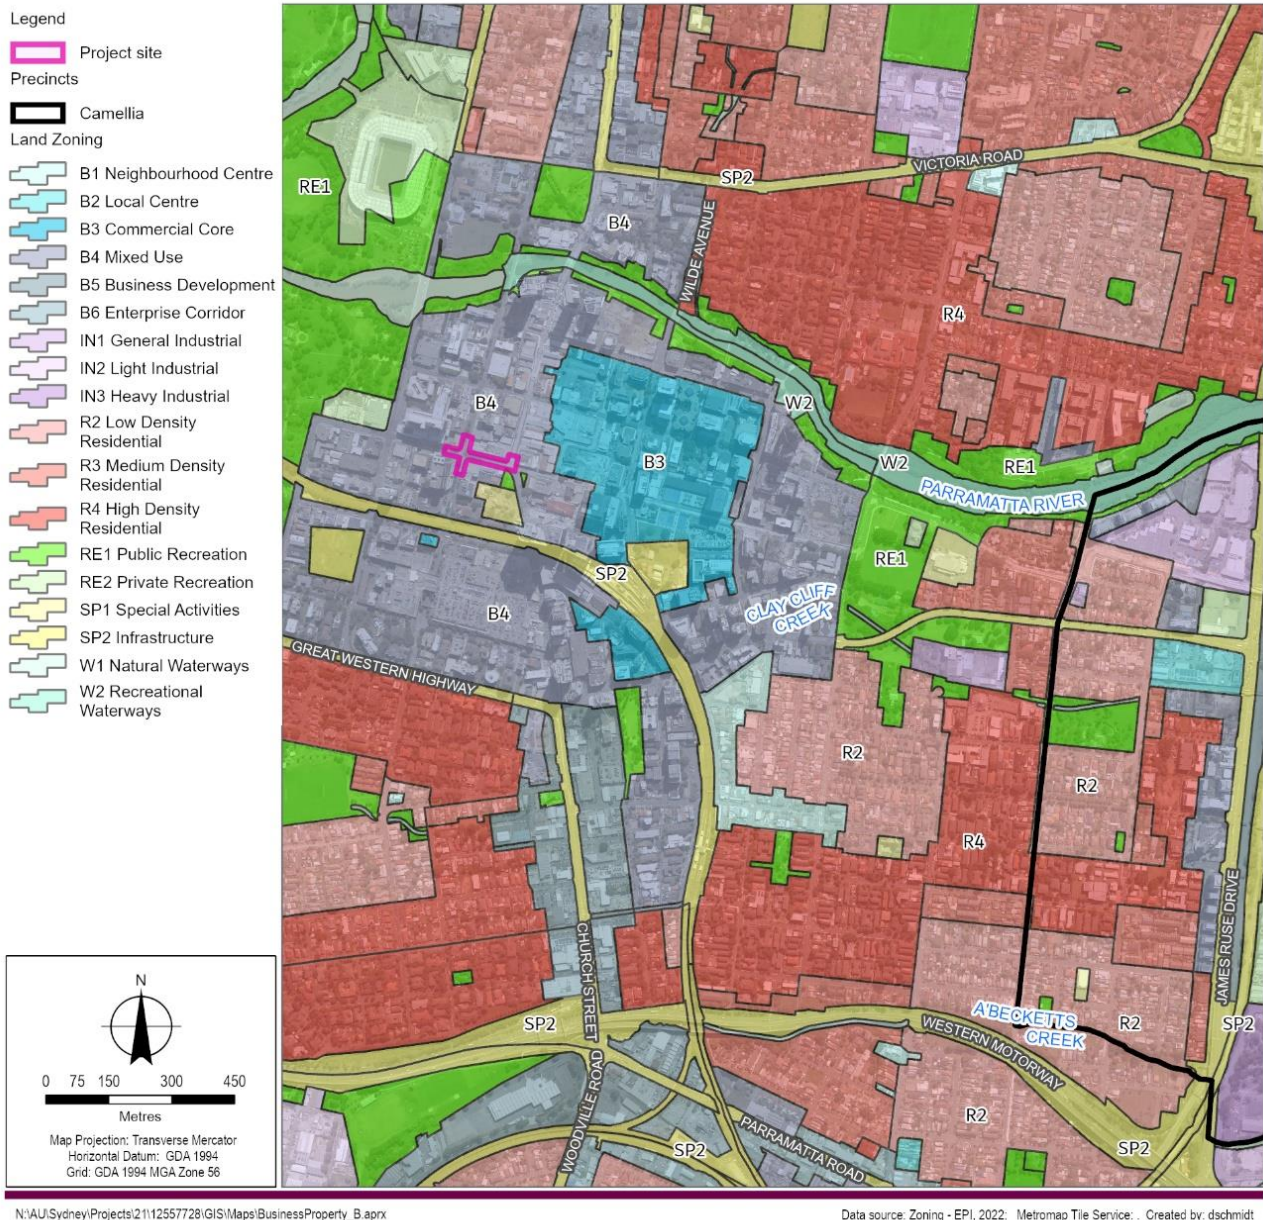 Legend
Project site
Precincts
Camellia
Land Zoning
B1 Neighbourhood Centre
B2 Local Centre
B3 Commercial Core
B4 Mixed Use
B5 Business Development
B6 Enterprise Corridor
IN1 General Industrial
IN2 Light Industrial
IN3 Heavy Industrial
R2 Low Density
Residential
R3 Medium Density
Residential
R4 High Density
Residential
RE1 Public Recreation
RE2 Private Recreation
SP1 Special Activities
SP2 Infrastructure
W1 Natural Waterways
W2 Recreational
Waterways
N
0 75 150 300 450
Metres
Map Projection: Transverse Mercator
Horizontal Datum: GDA 1994
Grid: GDA 1994 MGA Zone 56
VICTORIA ROAD
SP2
RE1
B4
WILDE AVENUE
R4
B4
W2
B3
W2
RE1
PARRAMATTA RIVER
RE1
SP2
CLAY CLIFF
CREEK
B4
GREAT WESTERN HIGHWAY
R2
R2
R4
JAMES RUSE DRIVE
CHURCH STREET
A'BECKETTS
CREEK
R2
SP2
SP2
WESTERN MOTORWAY
WOODVILLE ROAD
R2
PARRAMATTA ROAD
SP2
SP2
N:\AU\Sydney\Projects\21\12557728\GIS\Maps\BusinessProperty_B.aprx
Data source: Zoning - EPI, 2022: Metromap Tile Service: . Created by: dschmidt